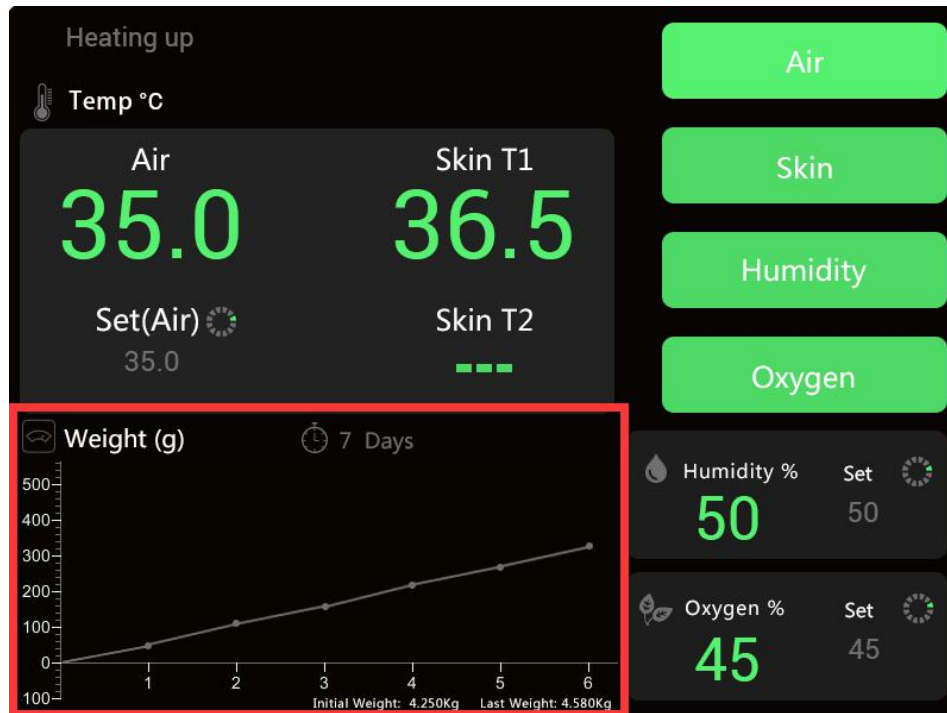 Heating up
Air
Temp °C
Air
Skin T1
Skin
35.0
36.5
Humidity
Set(Air)
Skin T2
35.0
---
Oxygen
Weight (g)
7 Days
500
400
300
200
100
0
100
1 2 3 4 5 6
Initial Weight: 4.250Kg Last Weight: 4.580Kg
Humidity %
Set
50
50
Oxygen %
Set
45
45